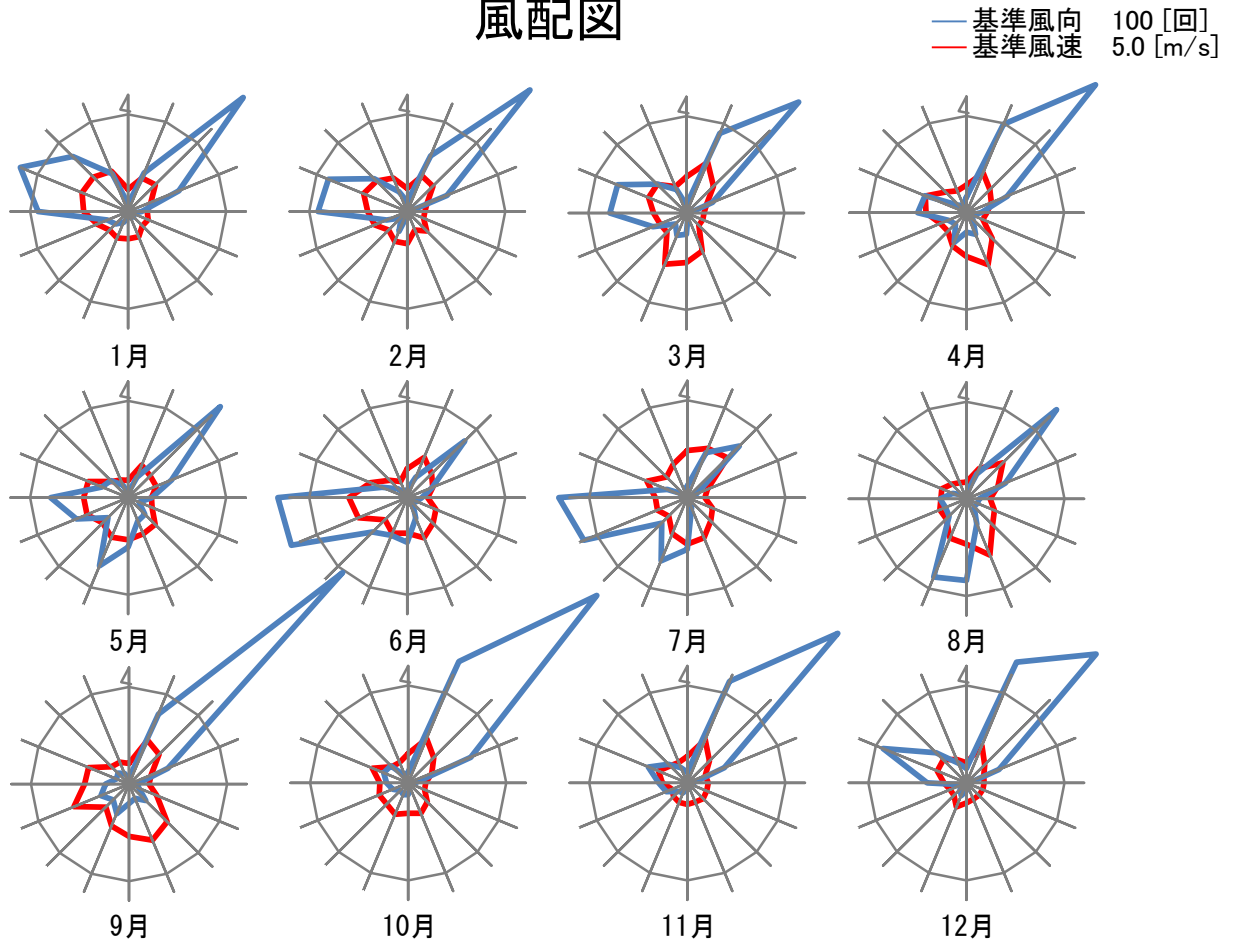 風配図
基準風向 100 [回]
基準風速 5.0 [m/s]
1月
2月
3月
4月
5月
6月
7月
8月
9月
10月
11月
12月